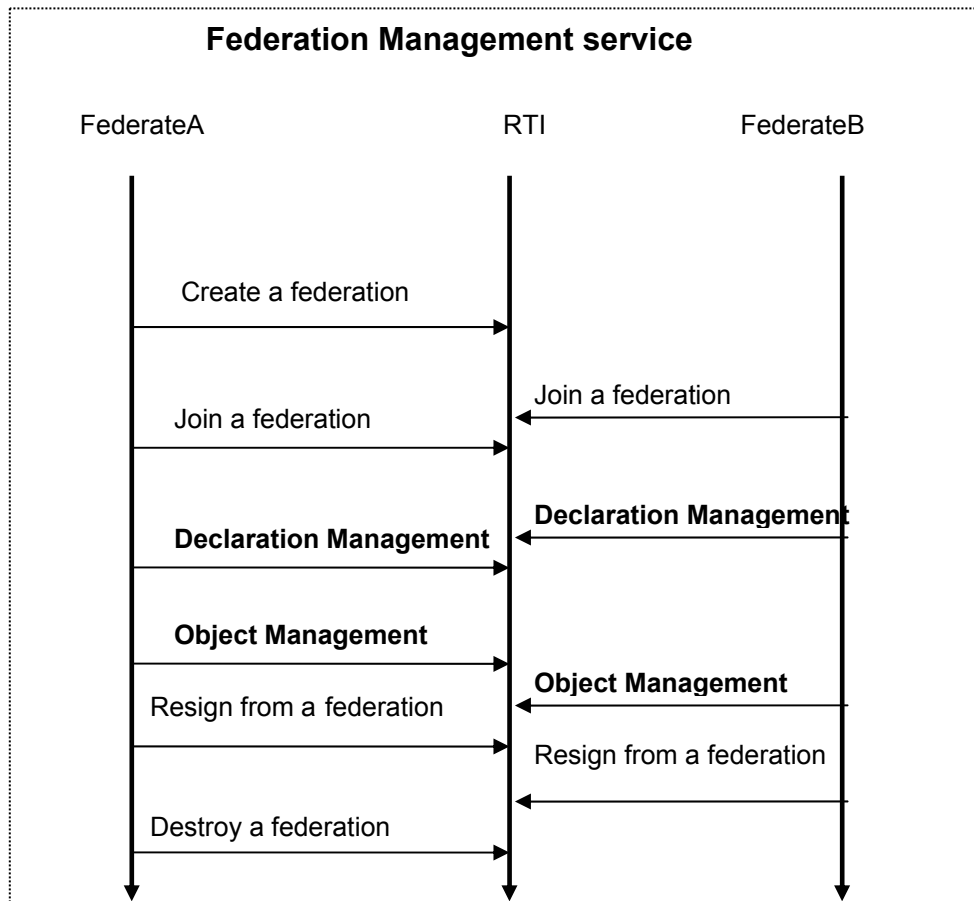 Federation Management service
FederateA
RTI
FederateB
Create a federation
Join a federation
Join a federation
Declaration Management
Declaration Management
Object Management
Object Management
Resign from a federation
Resign from a federation
Destroy a federation